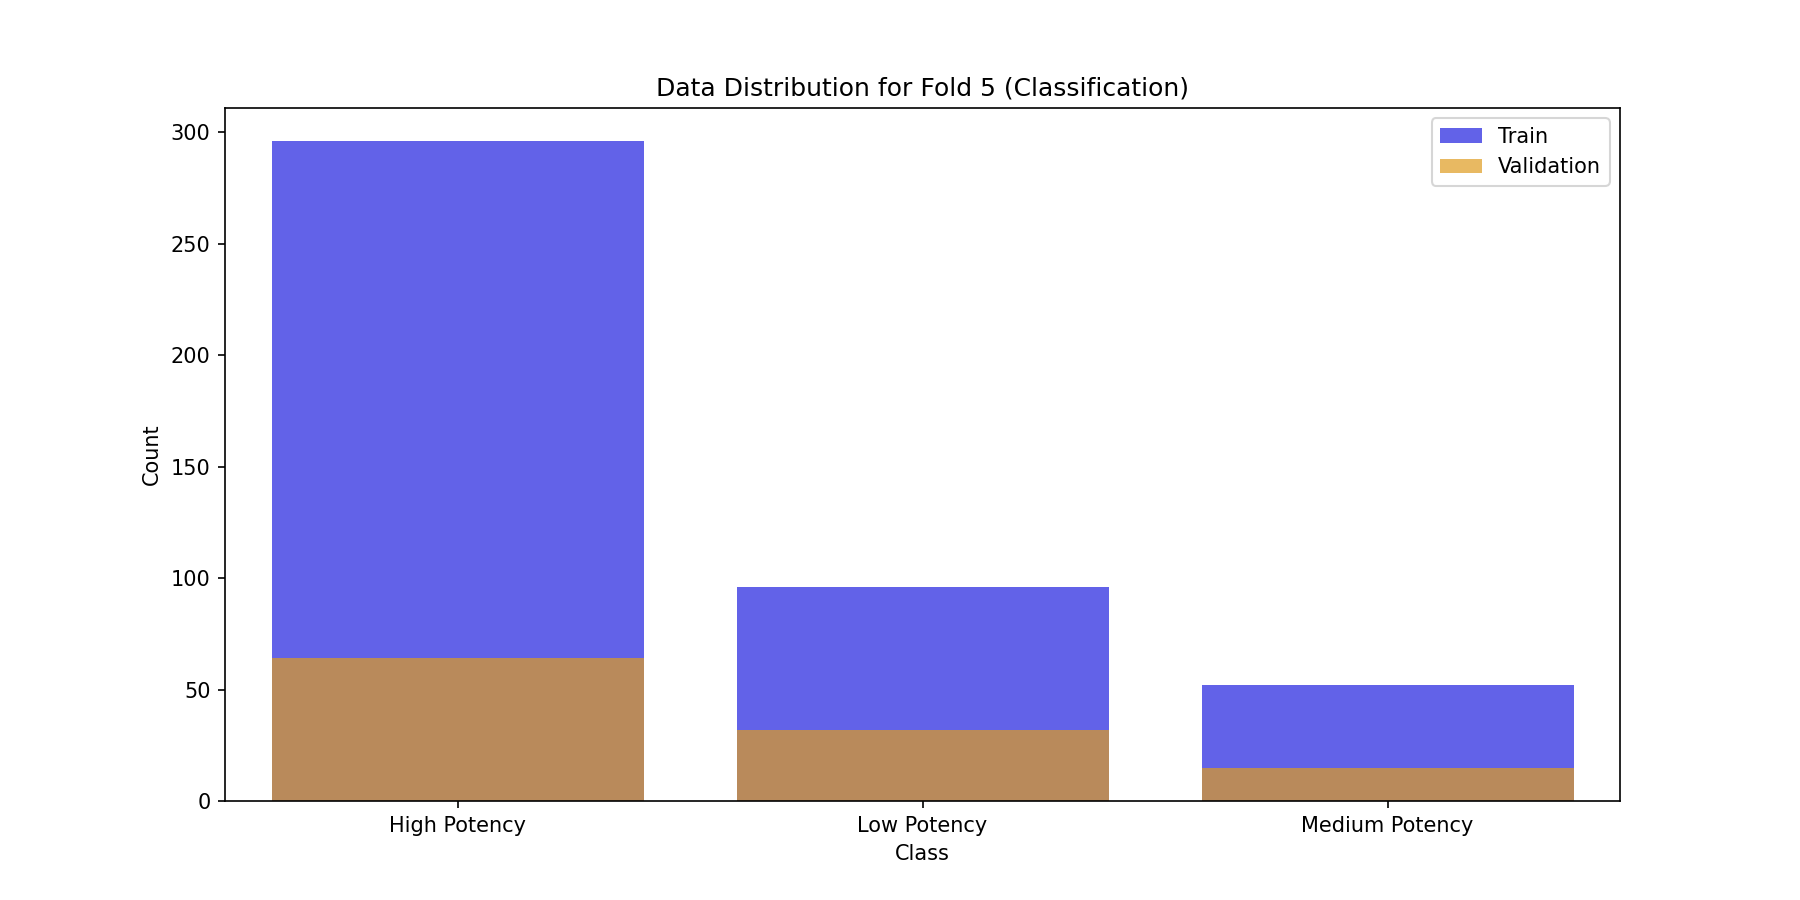 Data Distribution for Fold 5 (Classification)
Train
Validation
300
250
200
150
100
50
0
Count
High Potency
Low Potency
Medium Potency
Class